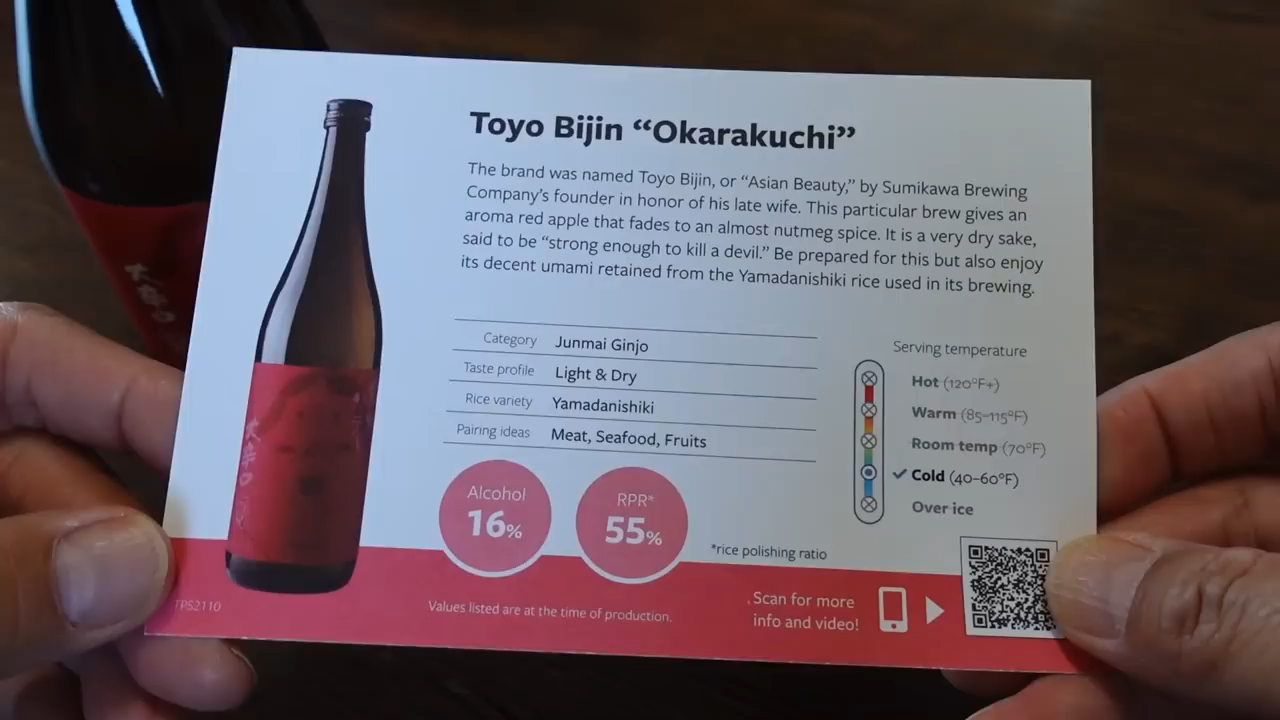 Toyo Bijin “Okarakuchi”
The brand was named Toyo Bijin, or “Asian Beauty,” by Sumikawa Brewing
Company’s founder in honor of his late wife. This particular brew gives an
aroma red apple that fades to an almost nutmeg spice. It is a very dry sake,
said to be “strong enough to kill a devil.” Be prepared for this but also enjoy
its decent umami retained from the Yamadanishiki rice used in its brewing.
Category Junmai Ginjo
Taste profile Light & Dry
Rice variety Yamadanishiki
Pairing ideas Meat, Seafood, Fruits
Serving temperature
Hot (120°F+)
Warm (85–115°F)
Room temp (70°F)
Cold (40–60°F)
Over ice
Alcohol
16%
RPR*
55%
*rice polishing ratio
TPS2110
Values listed are at the time of production.
Scan for more
info and video!
大辛口
大辛口